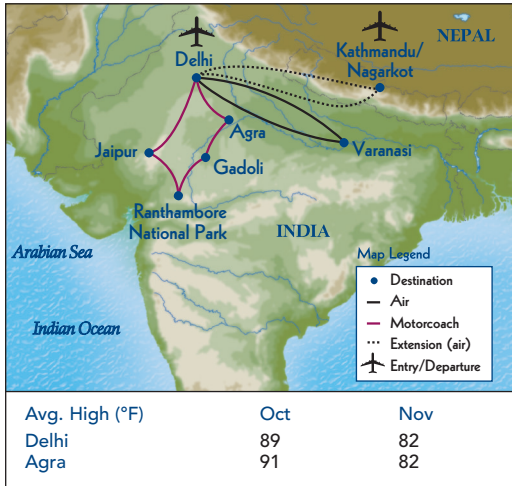 NEPAL
Kathmandu/
Nagarkot
Delhi
Agra
Jaipur
Gadoli
Varanasi
Ranthambore
National Park
INDIA
Arabian Sea
Indian Ocean
Map Legend
Destination
Air
Motorcoach
Extension (air)
Entry/Departure
Avg. High (°F) Oct Nov
Delhi 89 82
Agra 91 82